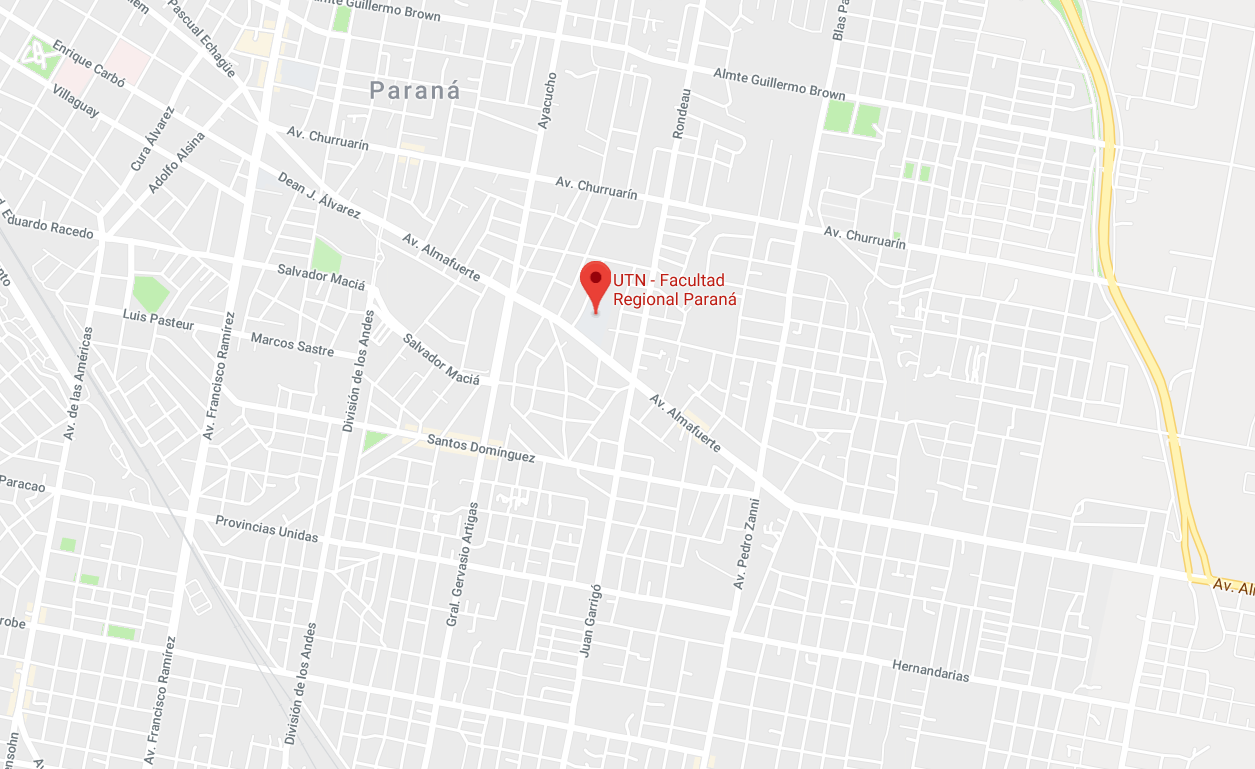 Almte Guillermo Brown
Pascual Echagüe
Blas Pa
Enrique Carbó
Villaguay
Paraná
Ayacucho
Almte Guillermo Brown
Rondeau
Cura Álvarez
Adolfo Alsina
Av. Churruarín
Av. Churruarín
Dean J. Álvarez
Av. Almafuerte
Av. Churruarín
Eduardo Racedo
Salvador Maciá
UTN - Facultad
Regional Paraná
Luis Pasteur
Marcos Sastre
Salvador Maciá
Av. de las Américas
Av. Francisco Ramírez
División de los Andes
Av. Almafuerte
Santos Domínguez
Paracao
Provincias Unidas
Gral. Gervasio Artigas
Av. Pedro Zanni
Av. Al
Juan Garrigó
robe
Av. Francisco Ramírez
División de los Andes
Hernandarias
ensohn